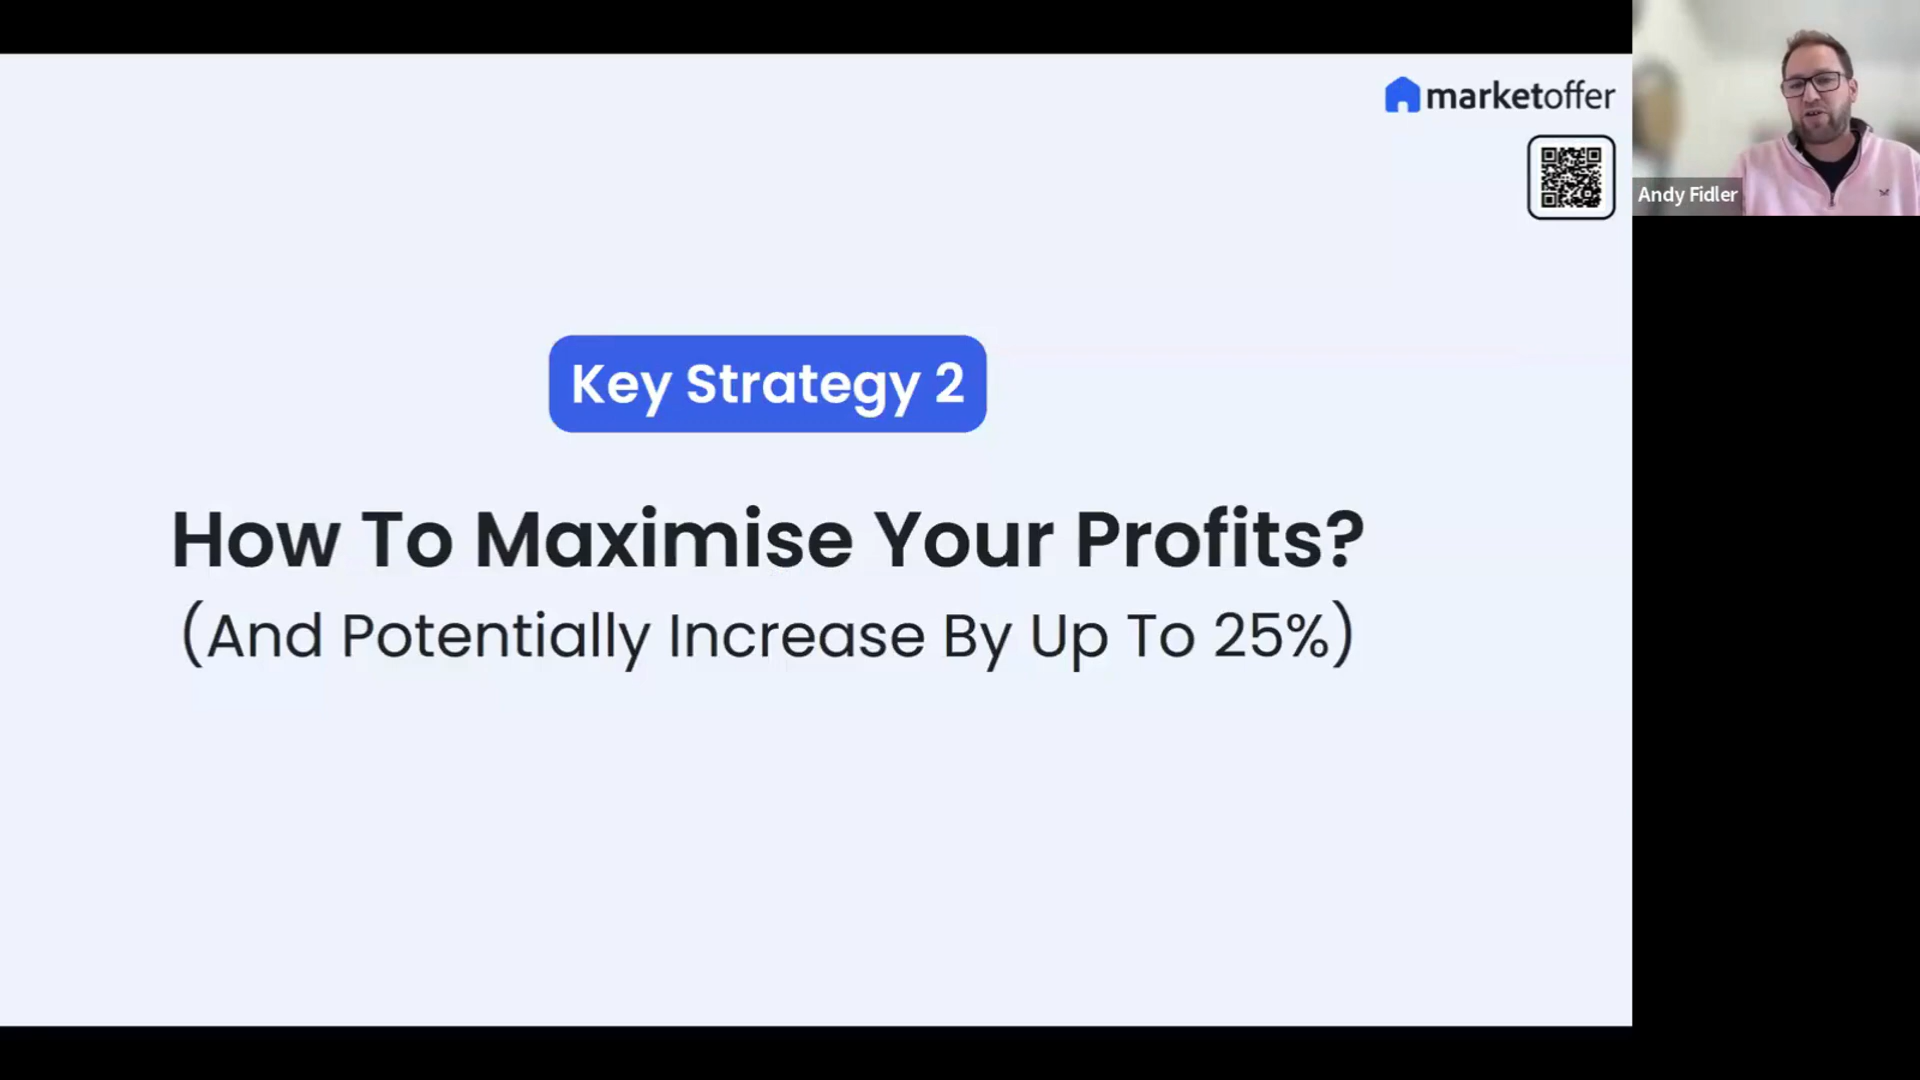 marketoffer
Andy Fidler
Key Strategy 2
How To Maximise Your Profits?
(And Potentially Increase By Up To 25%)